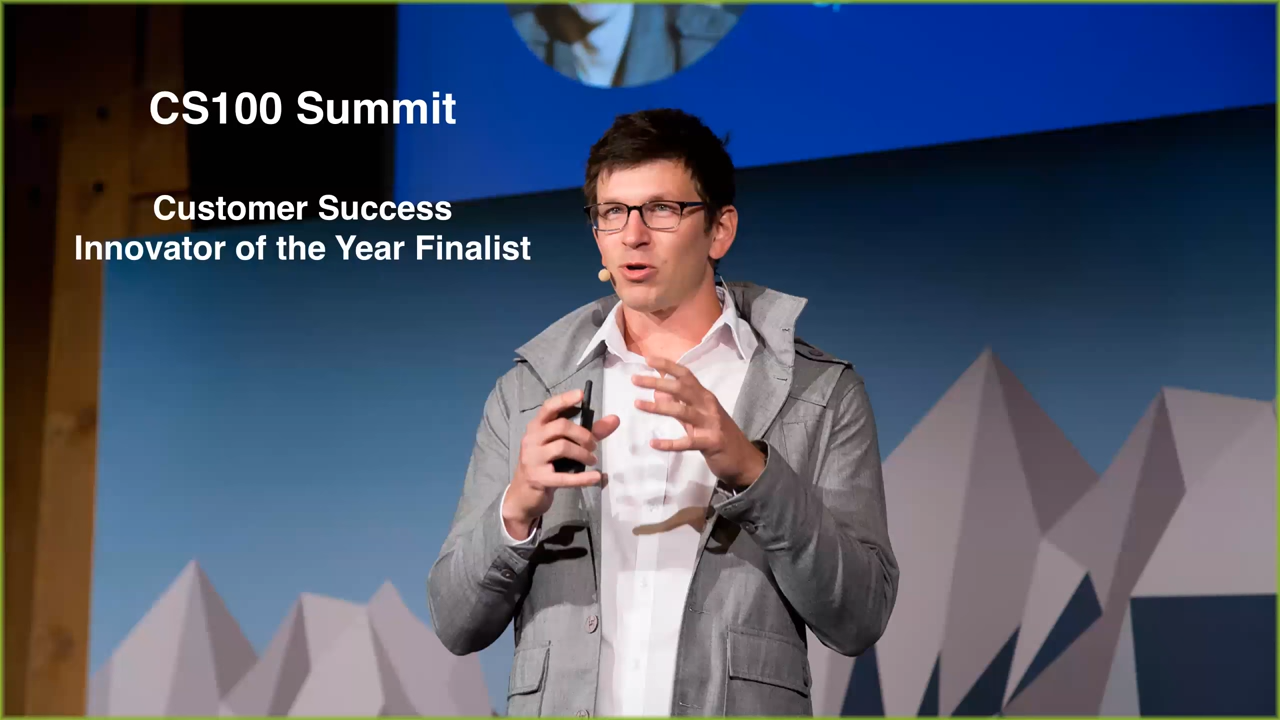 CS100 Summit
Customer Success
Innovator of the Year Finalist